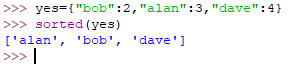 >>> yes={"bob":2,"alan":3,"dave":4}
>>> sorted(yes)
['alan', 'bob', 'dave']
>>>